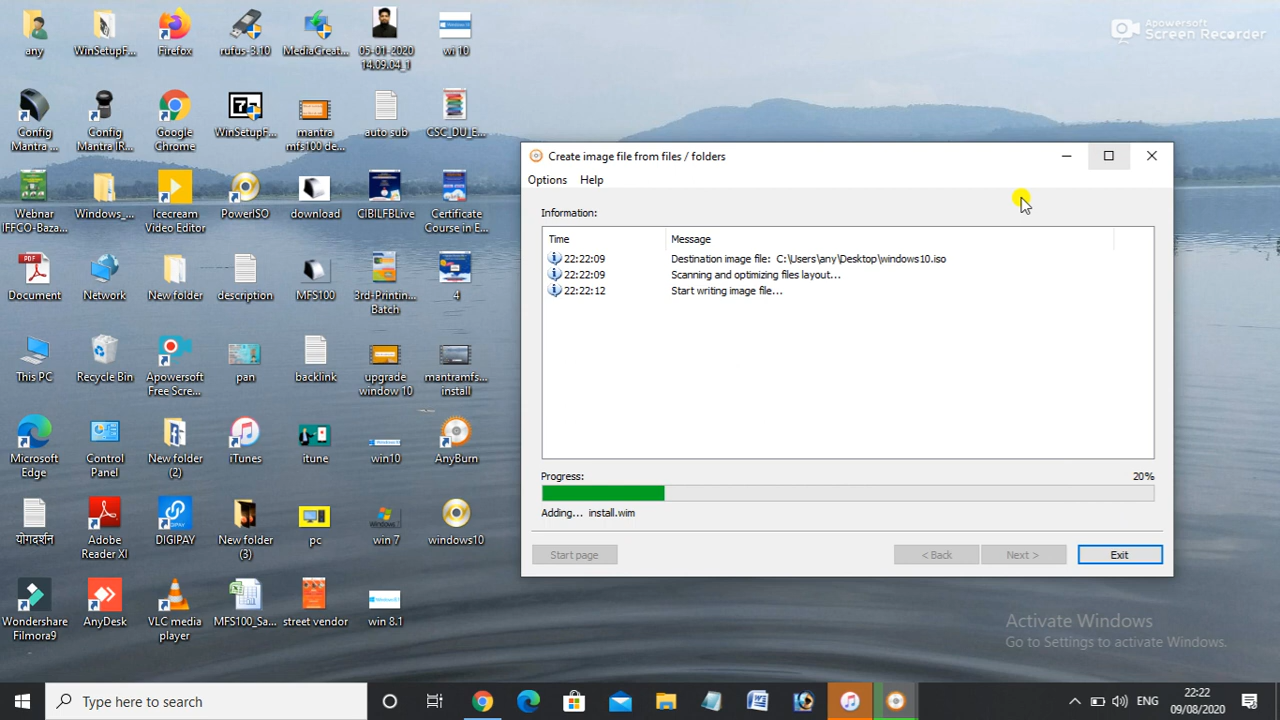 Apowersoft
Screen Recorder
any
WinSetupF...
Firefox
rufus-3.10
MediaCreat...
05-01-2020
14.09.04_1
wi 10
Config
Mantra ...
Config
Mantra IR...
Google
Chrome
WinSetupF...
mantra
mfs100 de...
auto sub
CSC_DU_E...
Webnar
IFFCO-Baza...
Windows_...
Icecream
Video Editor
PowerISO
download
CIBILFBLive
Certificate
Course in E...
Document
Network
New folder
description
MFS100
3rd-Printin...
Batch
4
This PC
Recycle Bin
Apowersoft
Free Scre...
pan
backlink
upgrade
window 10
mantramfs...
install
Microsoft
Edge
Control
Panel
New folder
(2)
iTunes
itune
win10
AnyBurn
योगदर्शन
Adobe
Reader XI
DIGIPAY
New folder
(3)
pc
win 7
windows10
Wondershare
Filmora9
AnyDesk
VLC media
player
MFS100_Sa...
street vendor
win 8.1
Create image file from files / folders
Options Help
Information:
Time Message
22:22:09 Destination image file: C:\Users\any\Desktop\windows10.iso
22:22:09 Scanning and optimizing files layout...
22:22:12 Start writing image file...
Progress: 20%
Adding... install.wim
Start page < Back Next > Exit
Activate Windows
Go to Settings to activate Windows.
Type here to search
ENG
22:22
09/08/2020